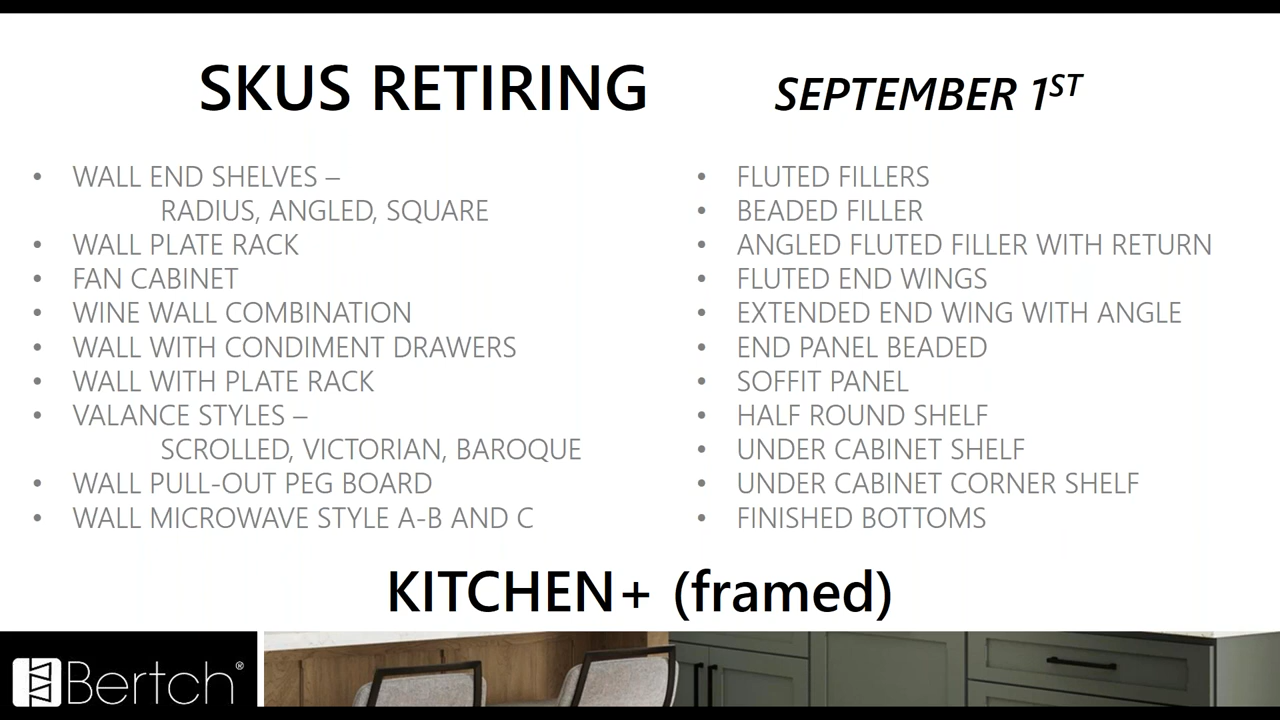 SKUS RETIRING
SEPTEMBER 1ST
• WALL END SHELVES –
RADIUS, ANGLED, SQUARE
• WALL PLATE RACK
• FAN CABINET
• WINE WALL COMBINATION
• WALL WITH CONDIMENT DRAWERS
• WALL WITH PLATE RACK
• VALANCE STYLES –
SCROLLED, VICTORIAN, BAROQUE
• WALL PULL-OUT PEG BOARD
• WALL MICROWAVE STYLE A-B AND C
• FLUTED FILLERS
• BEADED FILLER
• ANGLED FLUTED FILLER WITH RETURN
• FLUTED END WINGS
• EXTENDED END WING WITH ANGLE
• END PANEL BEADED
• SOFFIT PANEL
• HALF ROUND SHELF
• UNDER CABINET SHELF
• UNDER CABINET CORNER SHELF
• FINISHED BOTTOMS
KITCHEN+ (framed)
Bertch®